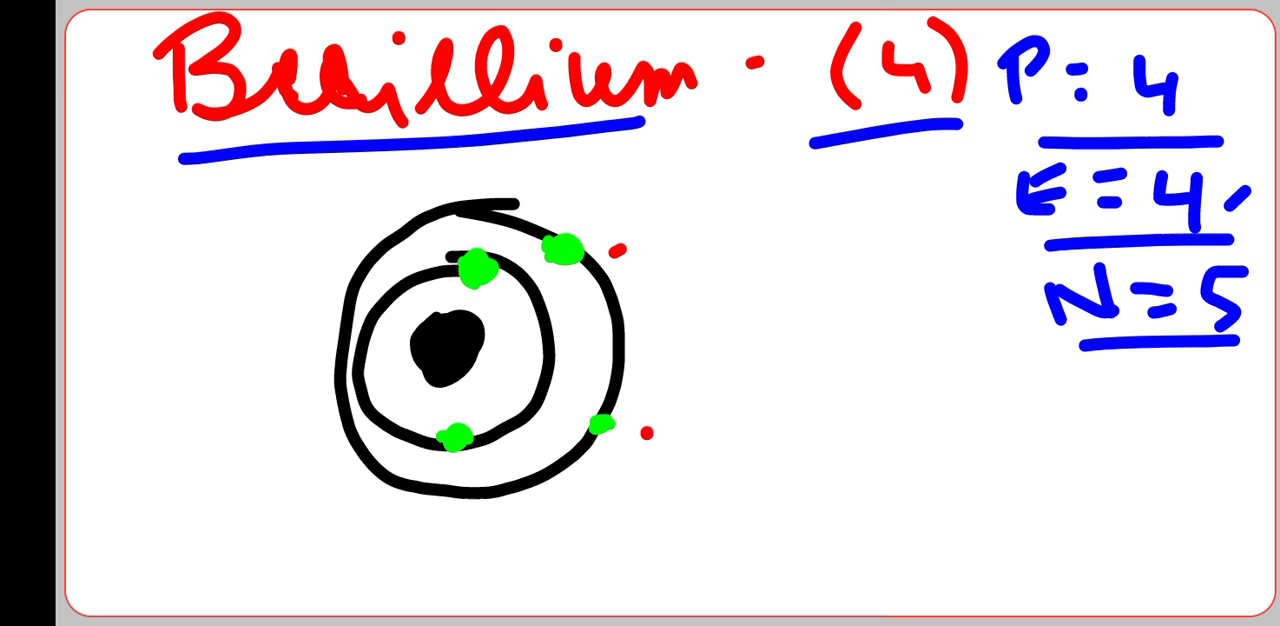 Berillium (4)
P: 4
E = 4
N = 5